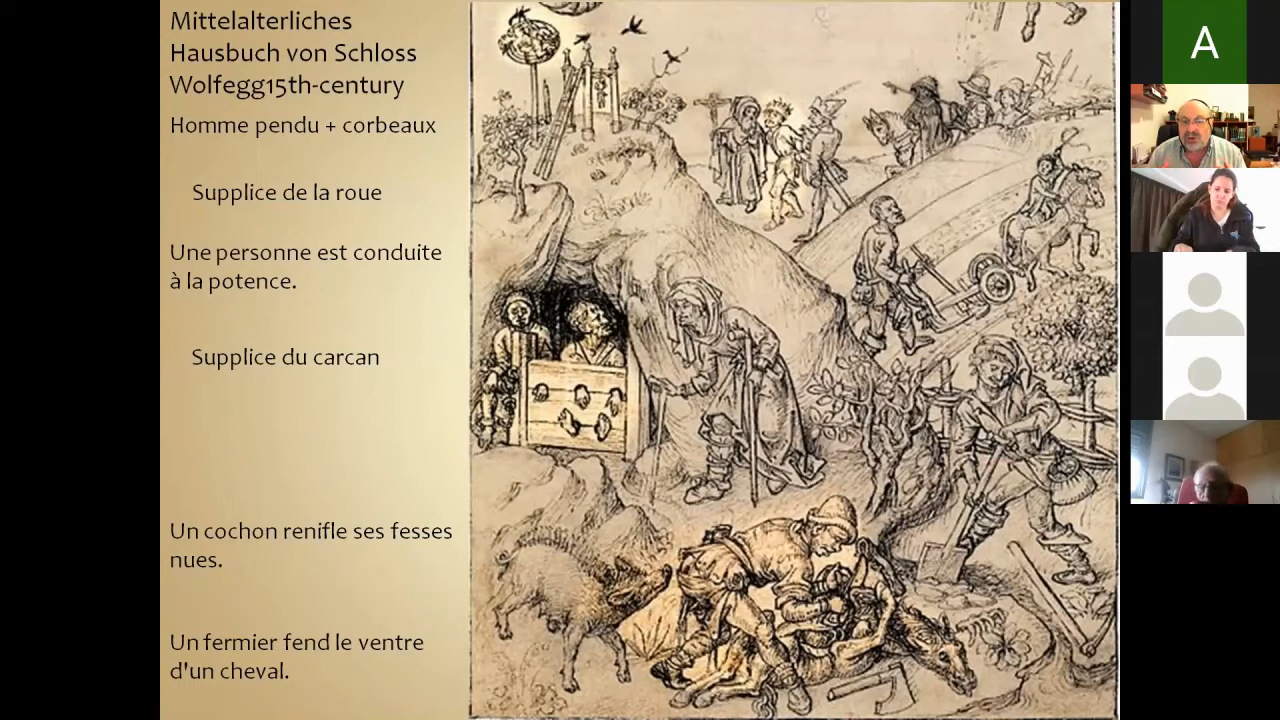 Mittelalterliches
Hausbuch von Schloss
Wolfegg15th-century
Homme pendu + corbeaux
Supplice de la roue
Une personne est conduite
à la potence.
Supplice du carcan
Un cochon renifle ses fesses
nues.
Un fermier fend le ventre
d'un cheval.
A